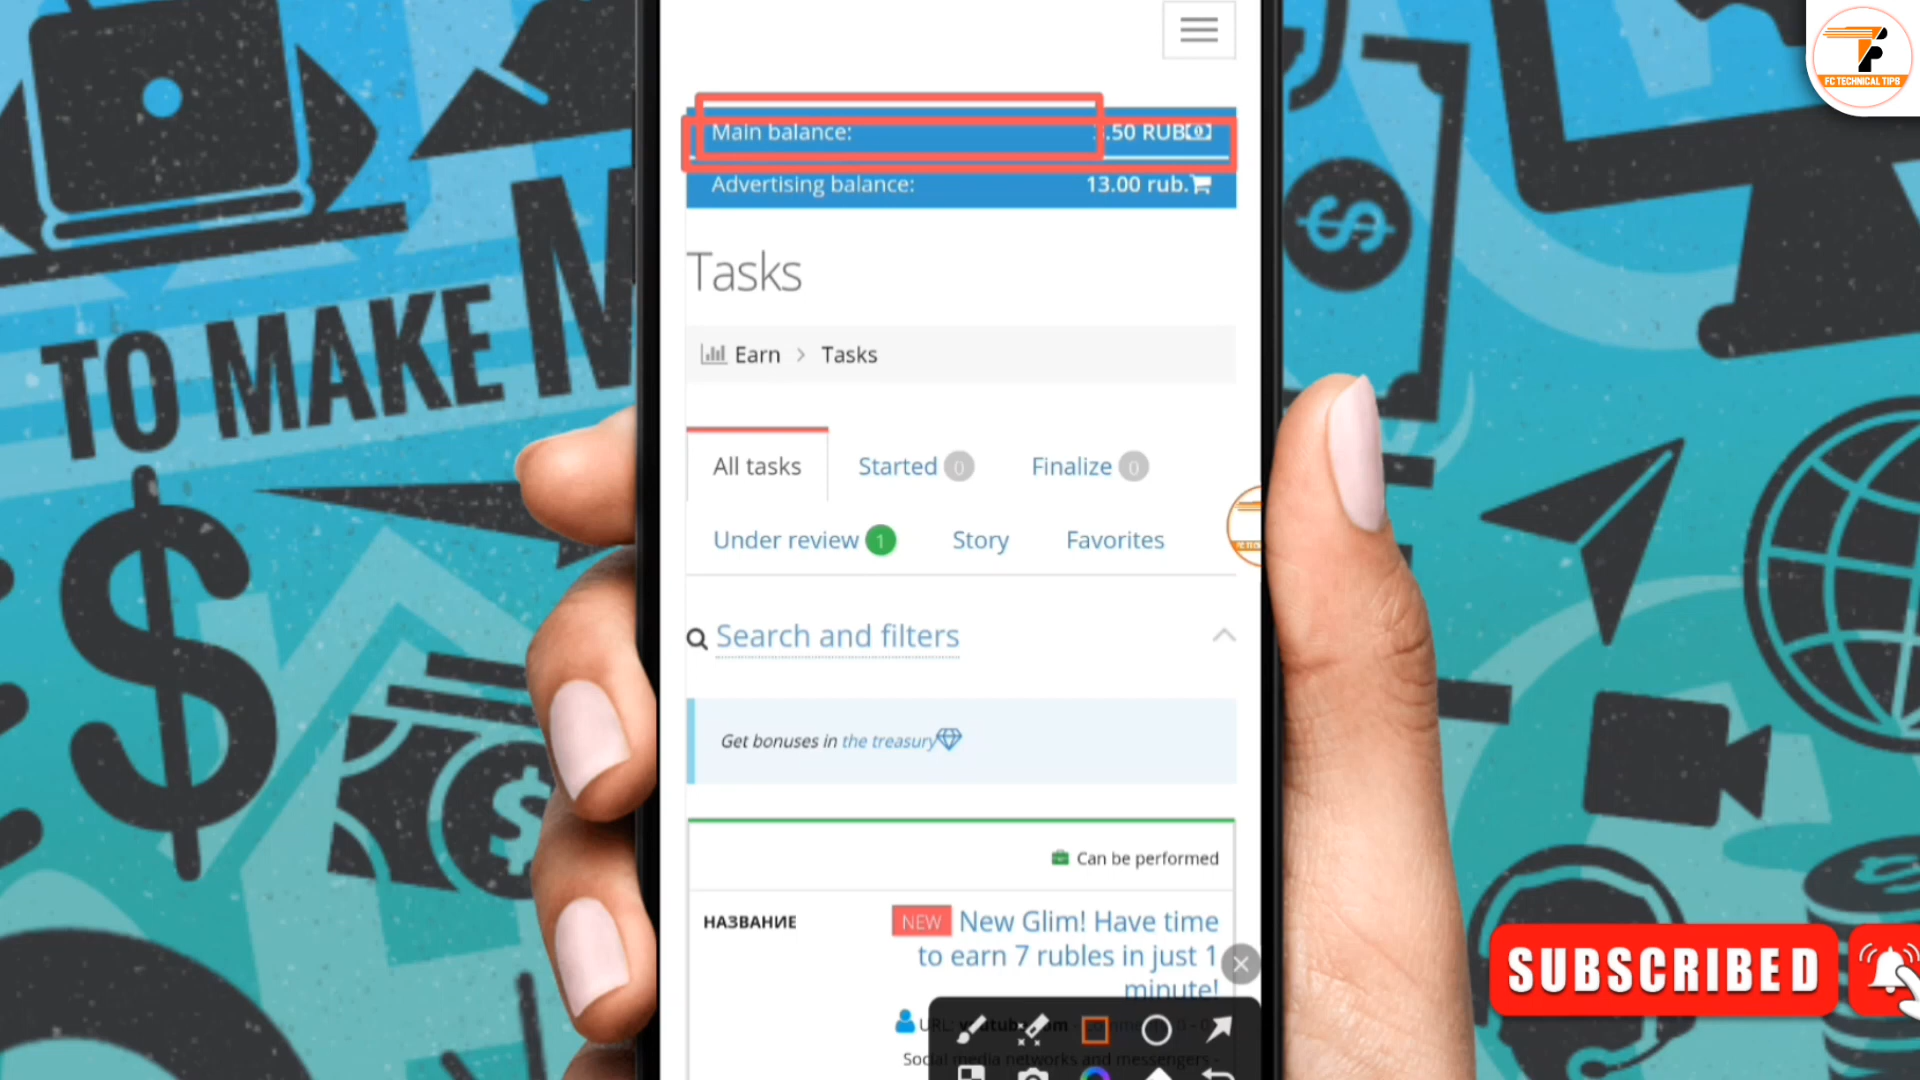 FC TECHNICAL TIPS
TO MAKE M
Main balance:
.50 RUB
Advertising balance:
13.00 rub.
Tasks
Earn > Tasks
All tasks
Started 0
Finalize 0
Under review 1
Story
Favorites
Search and filters
Get bonuses in the treasury
Can be performed
НАЗВАНИЕ
NEW New Glim! Have time
to earn 7 rubles in just 1
minute!
URL:
Social media networks and messengers -
SUBSCRIBED